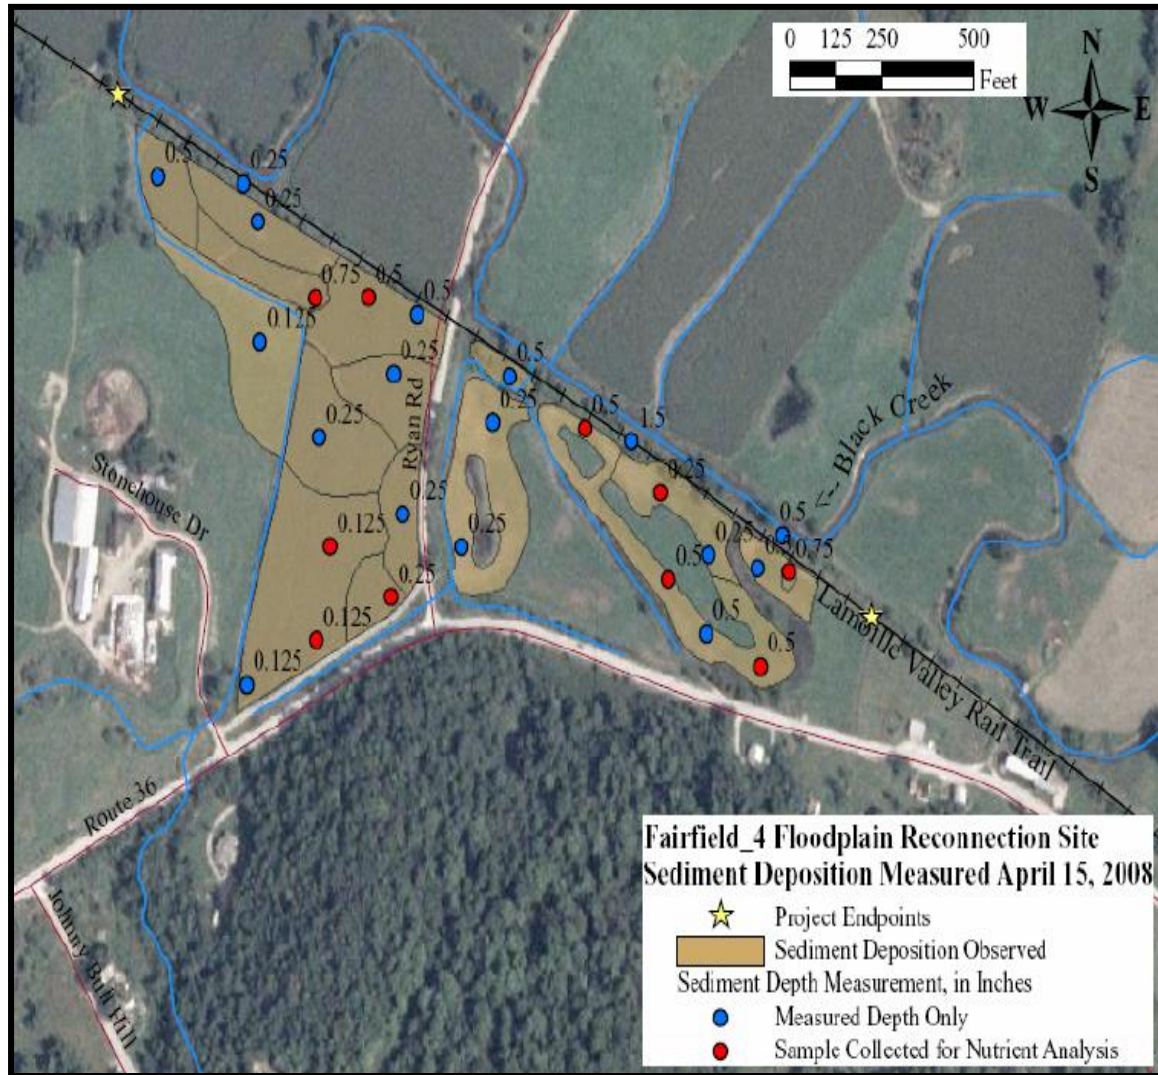 0 125 250 500
Feet
N
W E
S
0.5
0.25
0.25
0.75
0.5
0.5
0.125
0.25
0.25
Ryan Rd
0.5
0.25
0.5
1.5
<-- Black Creek
0.25
0.25
0.125
0.25
0.25
0.5
0.25
0.5
0.75
Stonehouse Dr
0.125
0.125
0.5
0.5
0.5
Lamoille Valley Rail Trail
Route 36
Johnny Bull Hill
Fairfield_4 Floodplain Reconnection Site
Sediment Deposition Measured April 15, 2008
Project Endpoints
Sediment Deposition Observed
Sediment Depth Measurement, in Inches
Measured Depth Only
Sample Collected for Nutrient Analysis